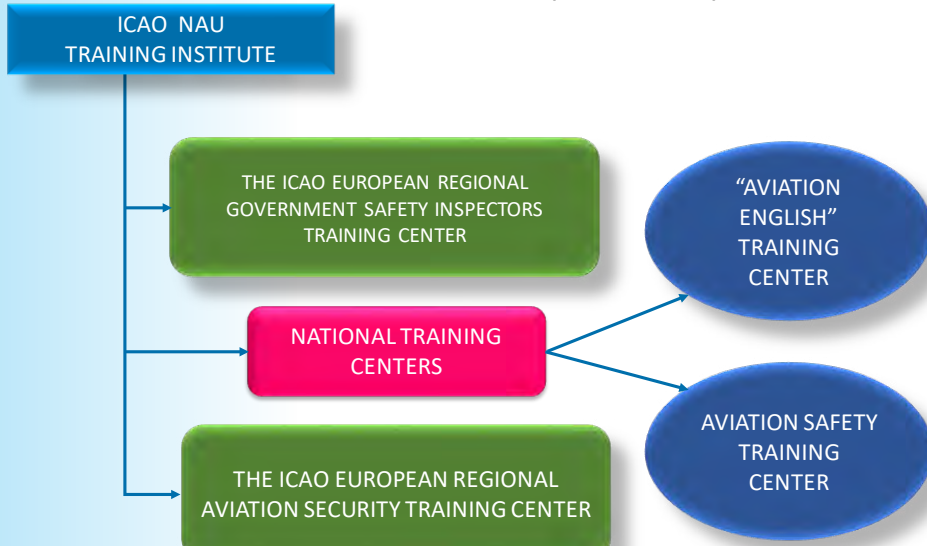 ICAO NAU
TRAINING INSTITUTE
THE ICAO EUROPEAN REGIONAL
GOVERNMENT SAFETY INSPECTORS
TRAINING CENTER
"AVIATION
ENGLISH"
TRAINING
CENTER
NATIONAL TRAINING
CENTERS
AVIATION SAFETY
TRAINING
CENTER
THE ICAO EUROPEAN REGIONAL
AVIATION SECURITY TRAINING CENTER